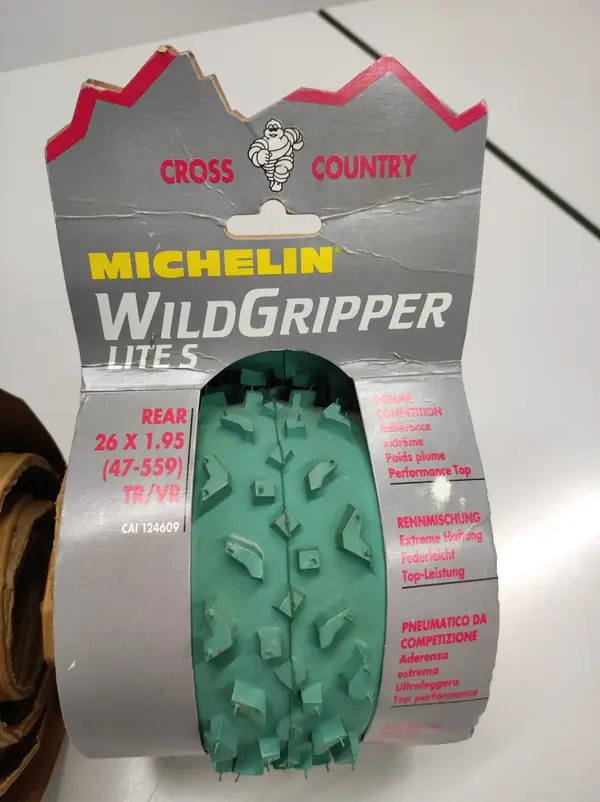 CROSS COUNTRY
MICHELIN
WILDGRIPPER
LITE S
REAR
26 X 1.95
(47-559)
TR/VR
CAI 124609
GOMME
COMPETITION
Adhérence
extrême
Poids plume
Performance Top
RENNMISCHUNG
Extreme Haftung
Federleicht
Top-Leistung
PNEUMATICO DA
COMPETIZIONE
Aderenza
estrema
Ultraleggera
Top performance